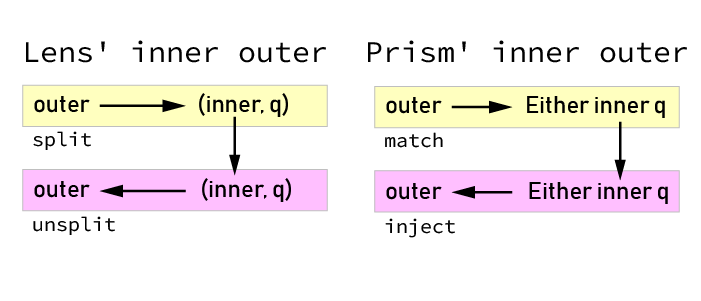 Lens' inner outer
outer (inner, q)
split
outer (inner, q)
unsplit
Prism' inner outer
outer Either inner q
match
outer Either inner q
inject